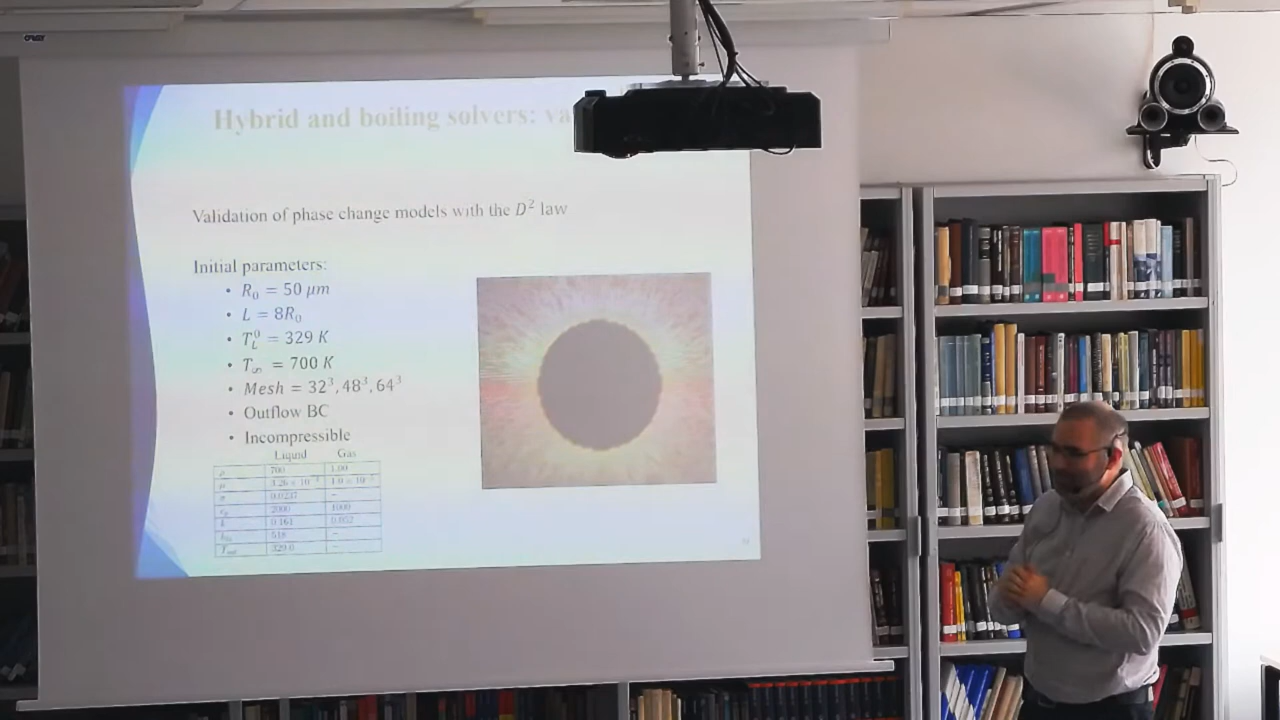 Hybrid and boiling solvers:
Validation of phase change models with the D² law
Initial parameters:
• R₀ = 50 μm
• L = 8R₀
• T_L⁰ = 329 K
• T_∞ = 700 K
• Mesh = 32³, 48³, 64³
• Outflow BC
• Incompressible
Liquid Gas
ρ 700 1.00
μ
σ 0.0237 –
2000 1000
k 0.161 0.052
518 –
329.0 –